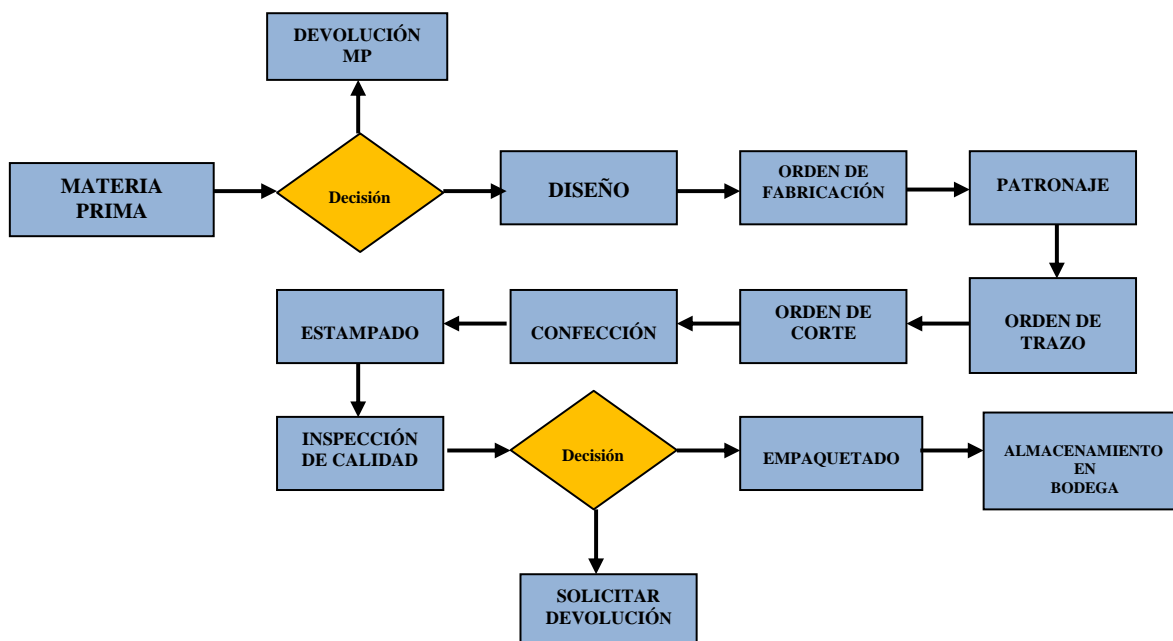 DEVOLUCIÓN
MP
MATERIA
PRIMA
Decisión
DISEÑO
ORDEN DE
FABRICACIÓN
PATRONAJE
ESTAMPADO
CONFECCIÓN
ORDEN DE
CORTE
ORDEN DE
TRAZO
INSPECCIÓN
DE CALIDAD
Decisión
EMPAQUETADO
ALMACENAMIENTO
EN
BODEGA
SOLICITAR
DEVOLUCIÓN